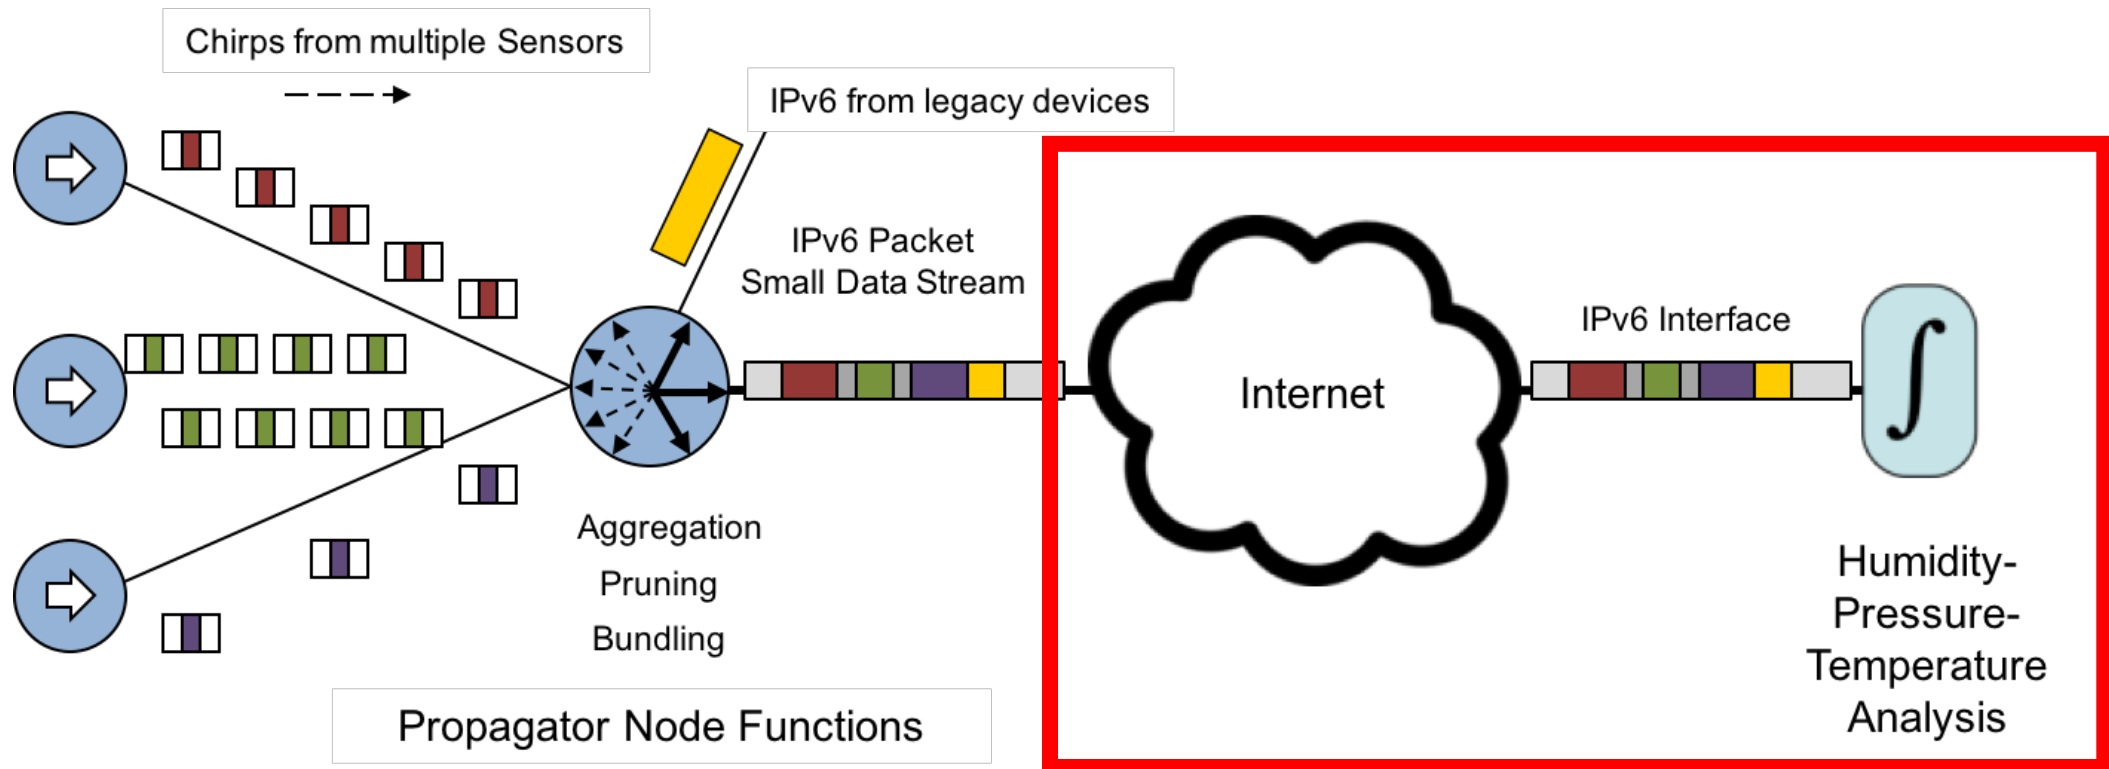 Chirps from multiple Sensors
IPv6 from legacy devices
IPv6 Packet
Small Data Stream
IPv6 Interface
Internet
∫
Aggregation
Pruning
Bundling
Humidity-
Pressure-
Temperature
Analysis
Propagator Node Functions